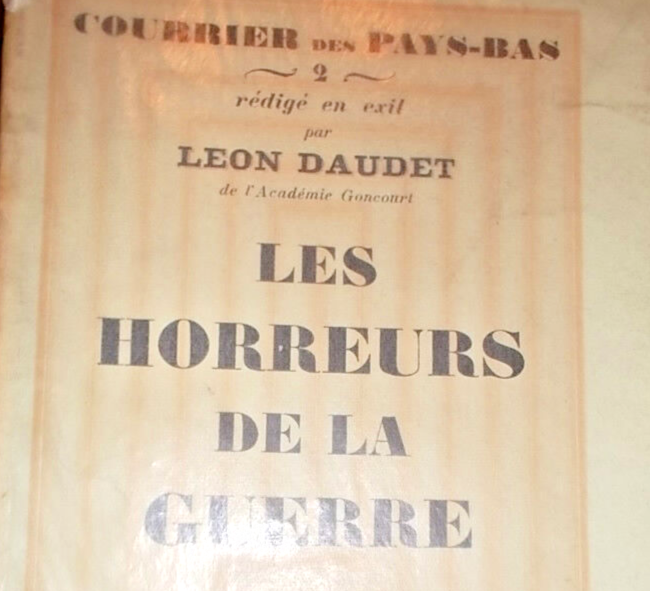 COURRIER DES PAYS-BAS
2
rédigé en exil
par
LEON DAUDET
de l'Académie Goncourt
LES
HORREURS
DE LA
GUERRE